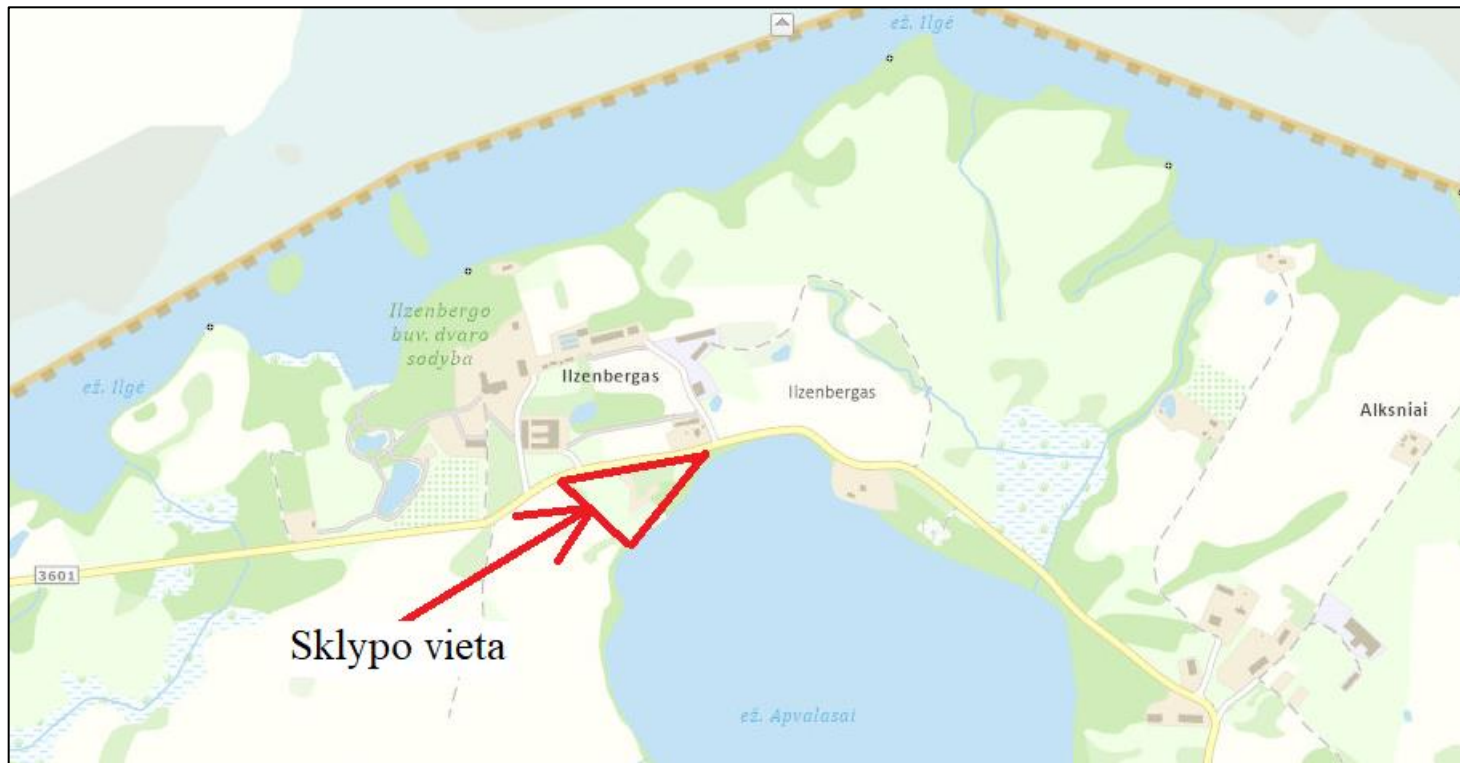 ež. Ilgė
Ilzenbergo
buv. dvaro
sodyba
ež. Ilgė
Ilzenbergas
Ilzenbergas
Alksniai
3601
Sklypo vieta
ež. Apvalasai